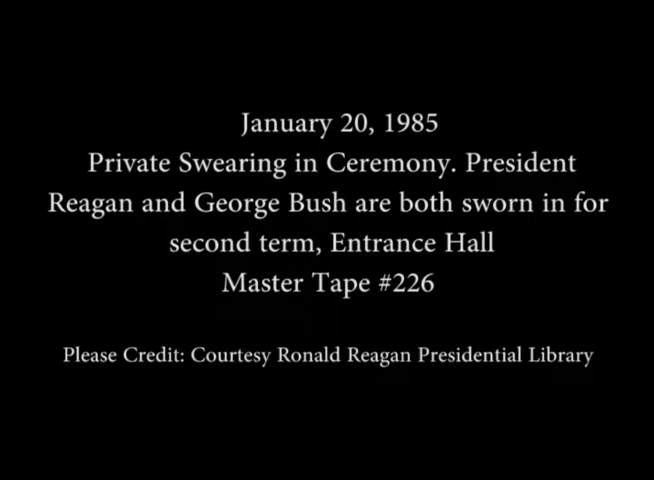 January 20, 1985
Private Swearing in Ceremony. President
Reagan and George Bush are both sworn in for
second term, Entrance Hall
Master Tape #226
Please Credit: Courtesy Ronald Reagan Presidential Library